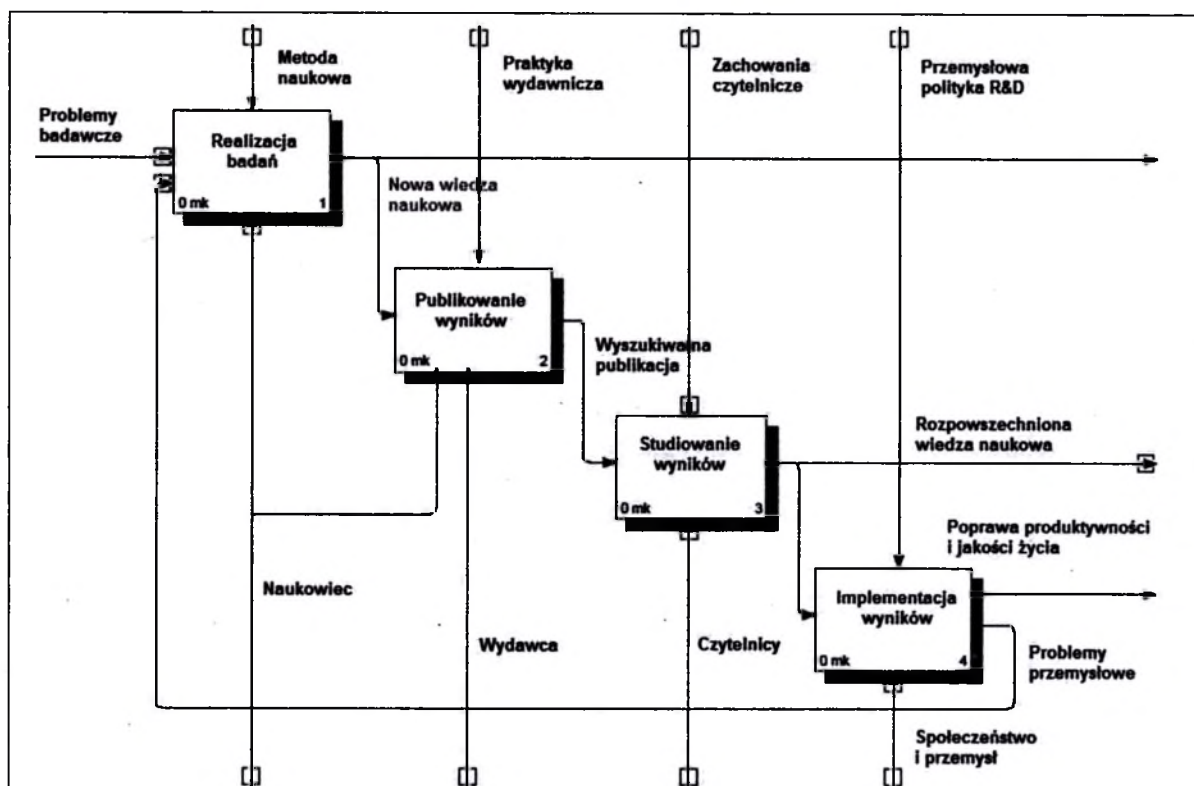 Metoda
naukowa
Praktyka
wydawnicza
Zachowania
czytelnicze
Przemysłowa
polityka R&D
Problemy
badawcze
Realizacja
badań
0 mk 1
Nowa wiedza
naukowa
Publikowanie
wyników
0 mk 2
Wyszukiwalna
publikacja
Studiowanie
wyników
0 mk 3
Rozpowszechniona
wiedza naukowa
Poprawa produktywności
i jakości życia
Implementacja
wyników
0 mk 4
Naukowiec
Wydawca
Czytelnicy
Problemy
przemysłowe
Społeczeństwo
i przemysł